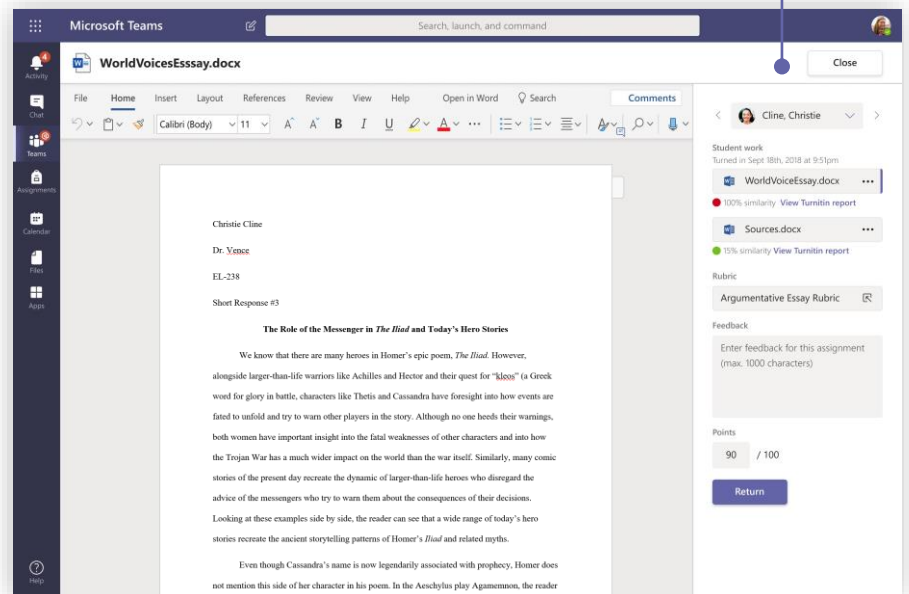 Microsoft Teams
Search, launch, and command
4
Activity
Chat
Teams
Assignments
Calendar
Files
Apps
Help
WorldVoicesEsssay.docx
Close
File Home Insert Layout References Review View Help Open in Word Search Comments
Calibri (Body) 11 A A B I U A
Christie Cline
Dr. Vence
EL-238
Short Response #3
The Role of the Messenger in The Iliad and Today's Hero Stories
We know that there are many heroes in Homer's epic poem, The Iliad. However,
alongside larger-than-life warriors like Achilles and Hector and their quest for "kleos" (a Greek
word for glory in battle, characters like Thetis and Cassandra have foresight into how events are
fated to unfold and try to warn other players in the story. Although no one heeds their warnings,
both women have important insight into the fatal weaknesses of other characters and into how
the Trojan War has a much wider impact on the world than the war itself. Similarly, many comic
stories of the present day recreate the dynamic of larger-than-life heroes who disregard the
advice of the messengers who try to warn them about the consequences of their decisions.
Looking at these examples side by side, the reader can see that a wide range of today's hero
stories recreate the ancient storytelling patterns of Homer's Iliad and related myths.
Even though Cassandra's name is now legendarily associated with prophecy, Homer does
not mention this side of her character in his poem. In the Aeschylus play Agamemnon, the reader
Cline, Christie
Student work
Turned in Sept 18th, 2018 at 9:51pm
WorldVoiceEssay.docx
100% similarity View Turnitin report
Sources.docx
15% similarity View Turnitin report
Rubric
Argumentative Essay Rubric
Feedback
Enter feedback for this assignment
(max. 1000 characters)
Points
90 / 100
Return